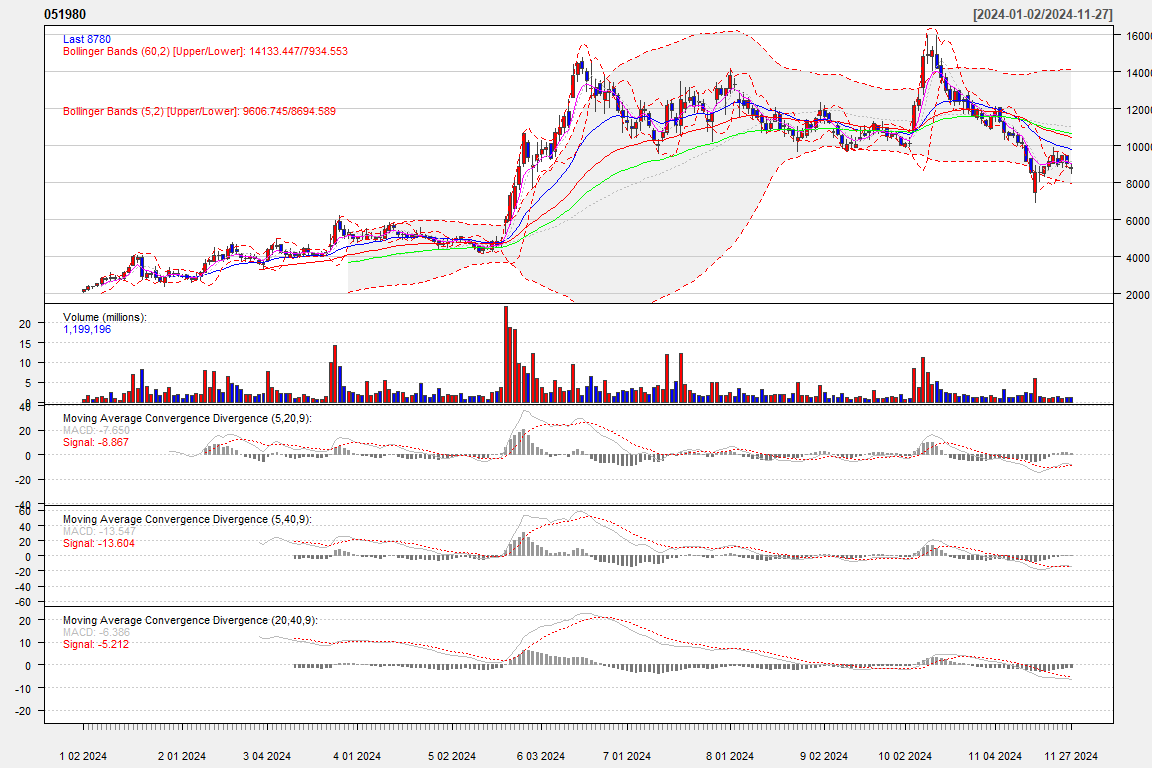 051980 [2024-01-02/2024-11-27]
Last 8780
Bollinger Bands (60,2) [Upper/Lower]: 14133.447/7934.553
Bollinger Bands (5,2) [Upper/Lower]: 9606.745/8694.589
16000
14000
12000
10000
8000
6000
4000
2000
Volume (millions):
1,199,196
20
15
10
5
0
Moving Average Convergence Divergence (5,20,9):
MACD: -7.650
Signal: -8.867
40
20
0
-20
-40
Moving Average Convergence Divergence (5,40,9):
MACD: -13.547
Signal: -13.604
60
40
20
0
-20
-40
-60
Moving Average Convergence Divergence (20,40,9):
MACD: -6.386
Signal: -5.212
20
10
0
-10
-20
1 02 2024 2 01 2024 3 04 2024 4 01 2024 5 02 2024 6 03 2024 7 01 2024 8 01 2024 9 02 2024 10 02 2024 11 04 2024 11 27 2024